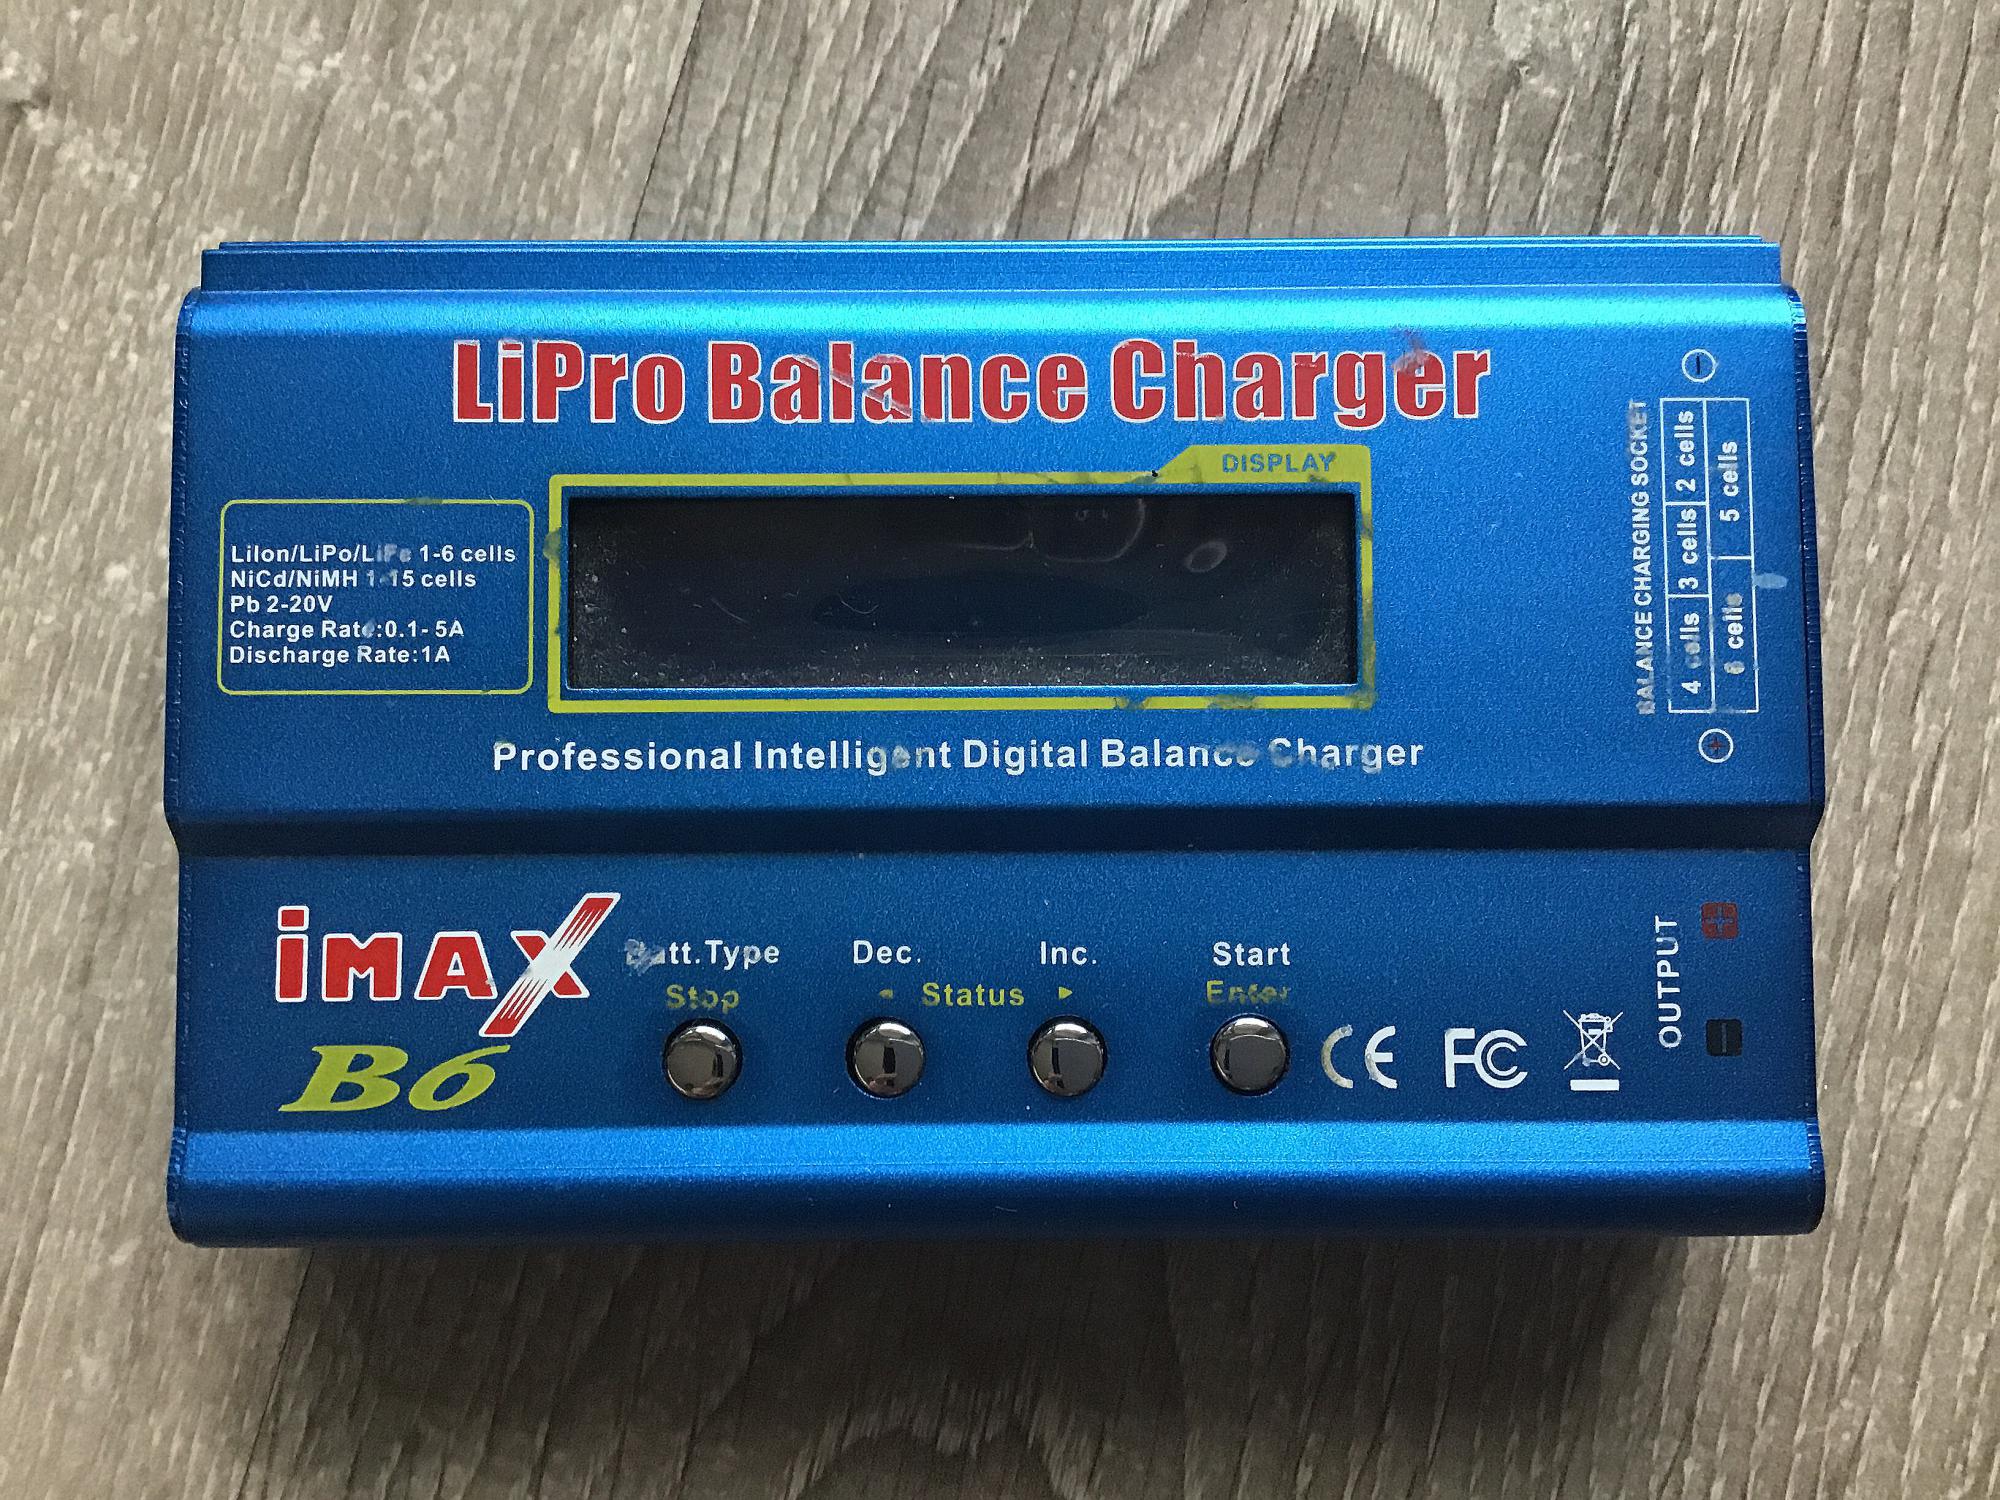 LiPro Balance Charger
DISPLAY
LiIon/LiPo/LiFe 1-6 cells
NiCd/NiMH 1-15 cells
Pb 2-20V
Charge Rate:0.1-5A
Discharge Rate:1A
Professional Intelligent Digital Balance Charger
BALANCE CHARGING SOCKET
4 cells 3 cells 2 cells
6 cells 5 cells
iMAX
B6
Batt.Type Dec. Inc. Start
Stop ◄ Status ► Enter
CE FC
OUTPUT